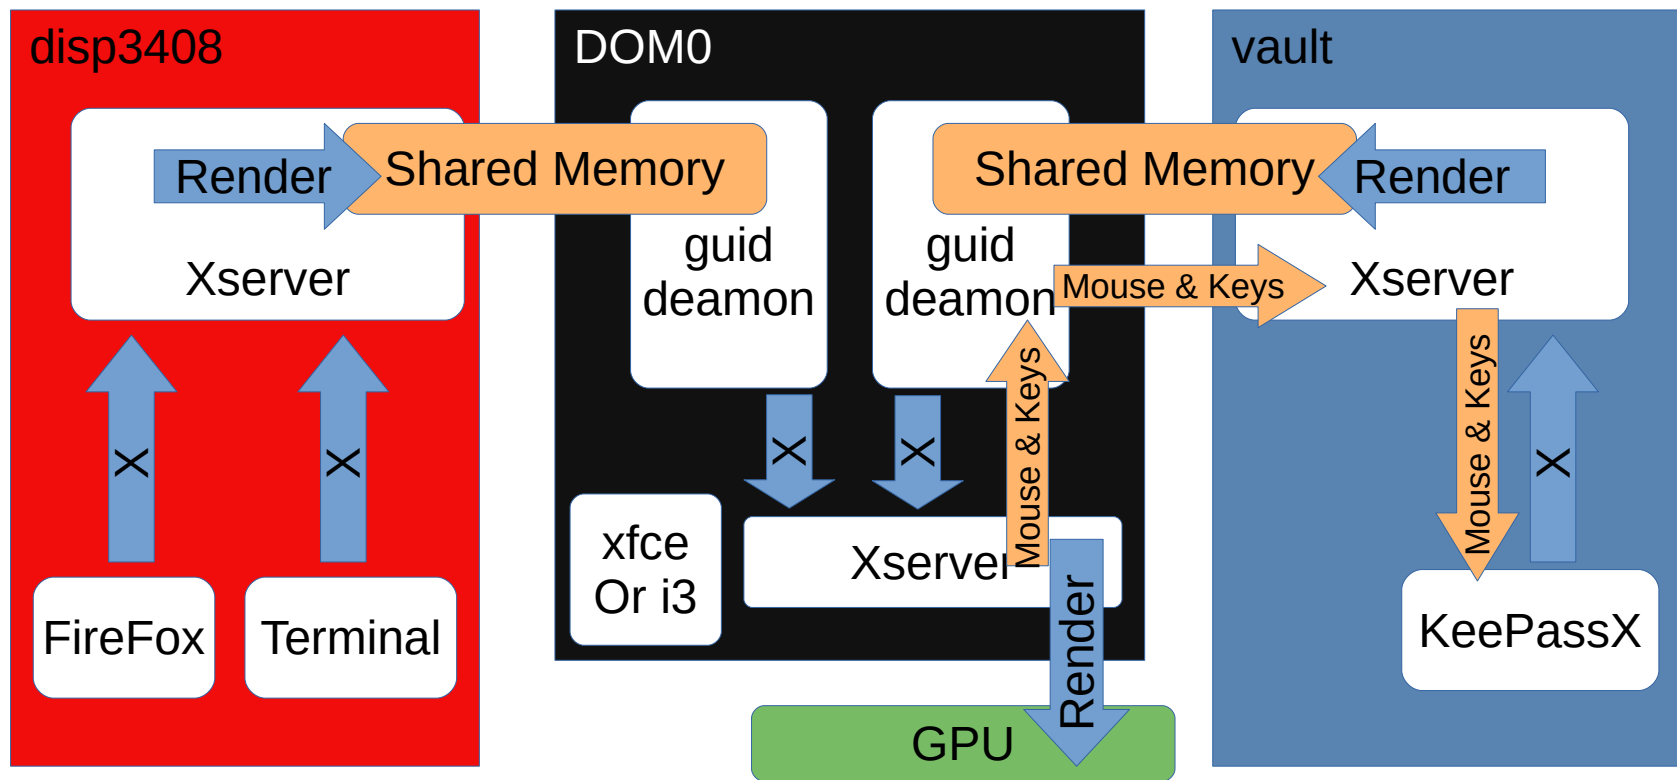 disp3408
Render
Shared Memory
Xserver
X
X
FireFox
Terminal
DOM0
guid
deamon
guid
deamon
Shared Memory
Mouse & Keys
X
X
Mouse & Keys
xfce
Or i3
Xserver
Render
GPU
vault
Render
Xserver
Mouse & Keys
X
KeePassX